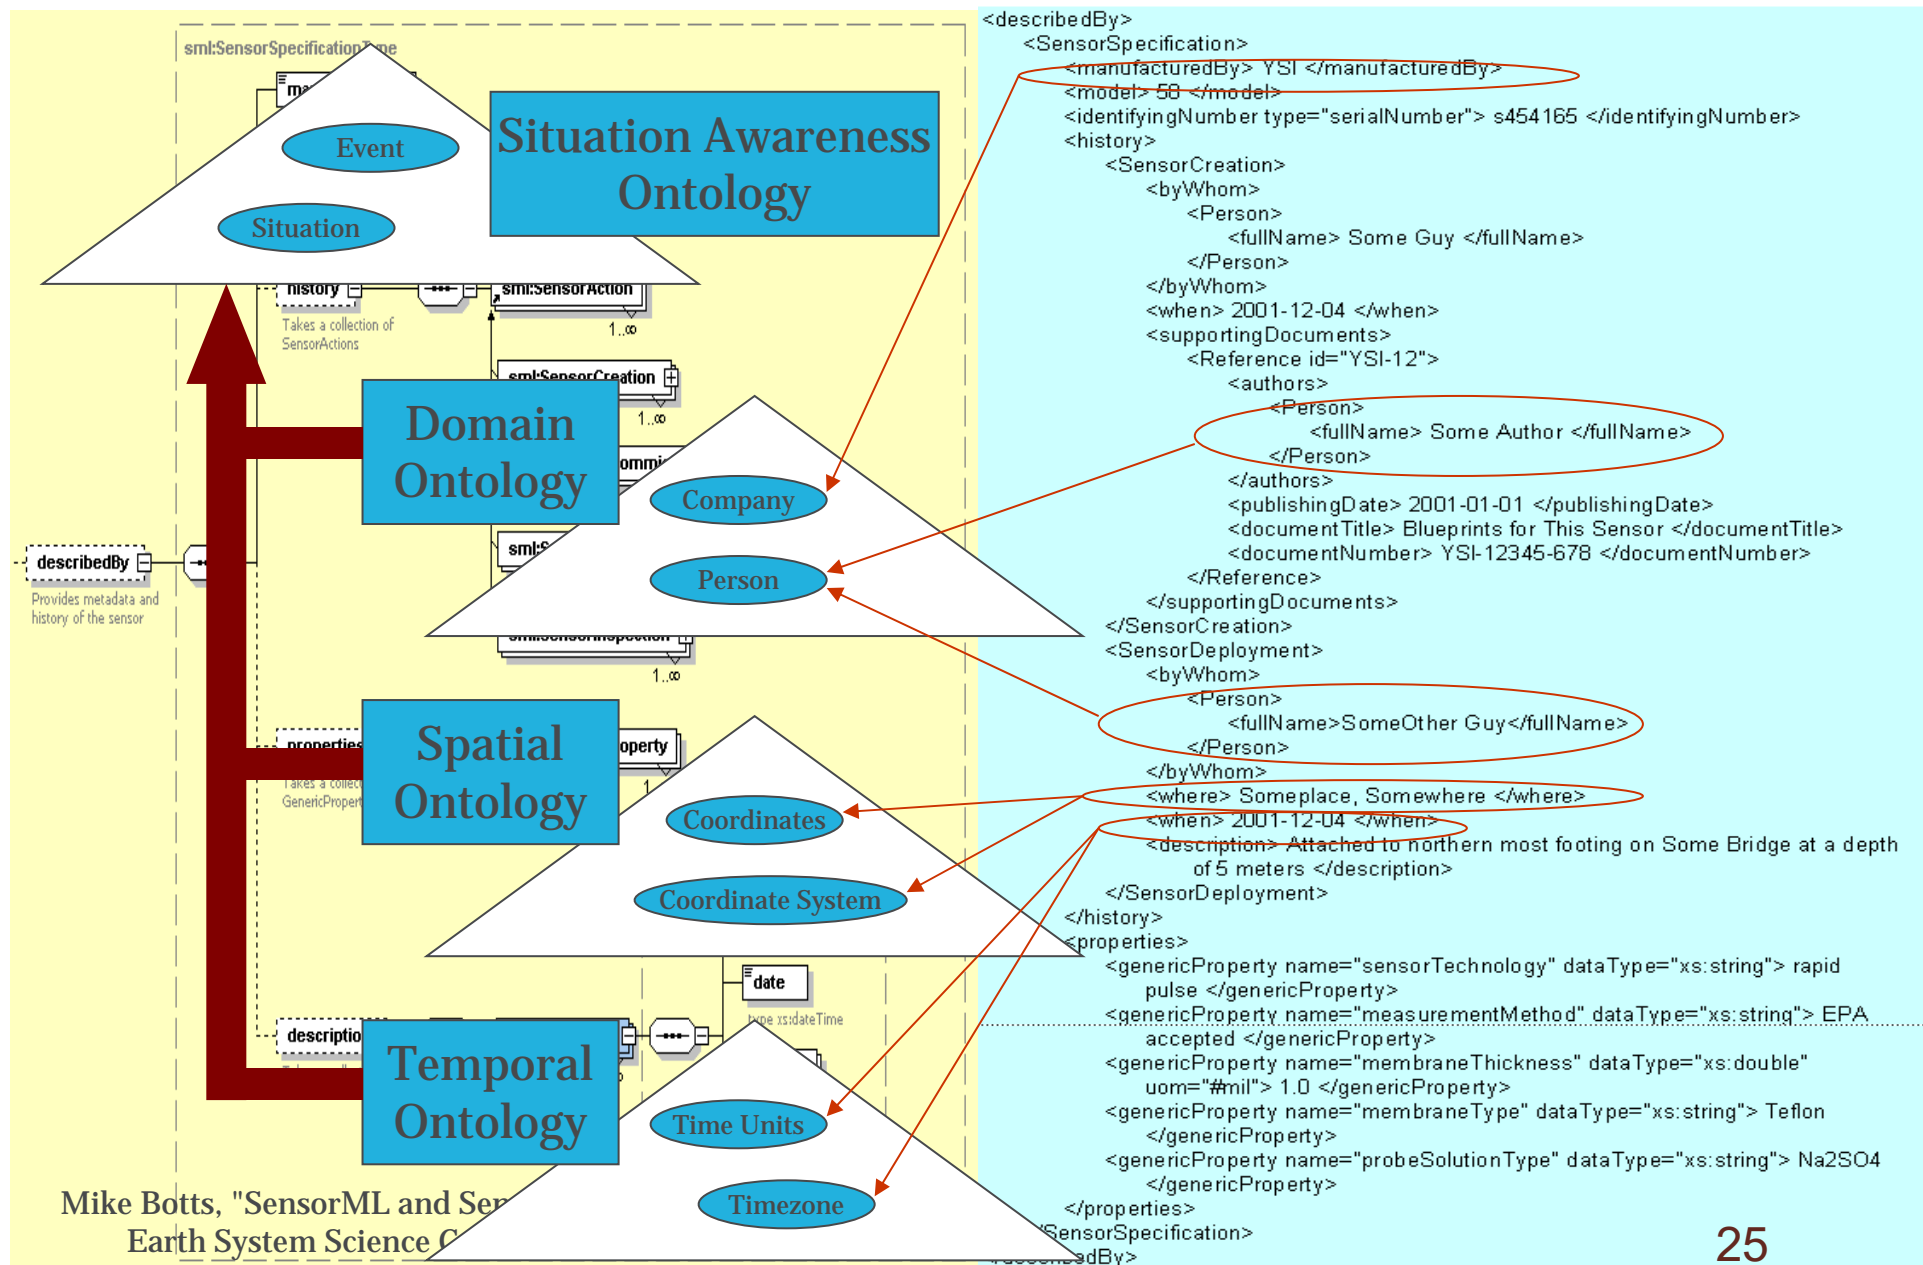 sml:SensorSpecificationType
Event
Situation
Situation Awareness
Ontology
history
sml:SensorAction
1..∞
Takes a collection of
SensorActions
sml:SensorCreation
1..∞
Domain
Ontology
Company
Person
describedBy
Provides metadata and
history of the sensor
sml:SensorInspection
1..∞
properties
Spatial
Ontology
Coordinates
Coordinate System
date
type xs:dateTime
Temporal
Ontology
Time Units
Timezone
Mike Botts, "SensorML and
Earth System Science
<describedBy>
<SensorSpecification>
<manufacturedBy> YSI </manufacturedBy>
<model> 58 </model>
<identifyingNumber type="serialNumber"> s454165 </identifyingNumber>
<history>
<SensorCreation>
<byWhom>
<Person>
<fullName> Some Guy </fullName>
</Person>
</byWhom>
<when> 2001-12-04 </when>
<supportingDocuments>
<Reference id="YSI-12">
<authors>
<Person>
<fullName> Some Author </fullName>
</Person>
</authors>
<publishingDate> 2001-01-01 </publishingDate>
<documentTitle> Blueprints for This Sensor </documentTitle>
<documentNumber> YSI-12345-678 </documentNumber>
</Reference>
</supportingDocuments>
</SensorCreation>
<SensorDeployment>
<byWhom>
<Person>
<fullName>SomeOther Guy</fullName>
</Person>
</byWhom>
<where> Someplace, Somewhere </where>
<when> 2001-12-04 </when>
<description> Attached to northern most footing on Some Bridge at a depth
of 5 meters </description>
</SensorDeployment>
</history>
<properties>
<genericProperty name="sensorTechnology" dataType="xs:string"> rapid
pulse </genericProperty>
<genericProperty name="measurementMethod" dataType="xs:string"> EPA
accepted </genericProperty>
<genericProperty name="membraneThickness" dataType="xs:double"
uom="#mil"> 1.0 </genericProperty>
<genericProperty name="membraneType" dataType="xs:string"> Teflon
</genericProperty>
<genericProperty name="probeSolutionType" dataType="xs:string"> Na2SO4
</genericProperty>
</properties>
SensorSpecification>
25